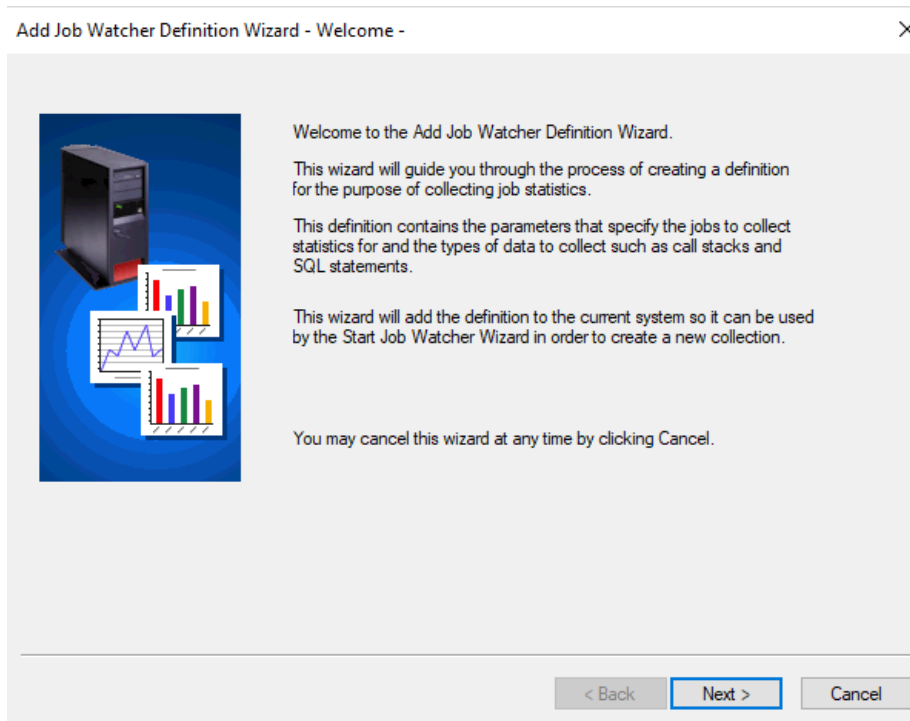 Add Job Watcher Definition Wizard - Welcome -
Welcome to the Add Job Watcher Definition Wizard.
This wizard will guide you through the process of creating a definition
for the purpose of collecting job statistics.
This definition contains the parameters that specify the jobs to collect
statistics for and the types of data to collect such as call stacks and
SQL statements.
This wizard will add the definition to the current system so it can be used
by the Start Job Watcher Wizard in order to create a new collection.
You may cancel this wizard at any time by clicking Cancel.
< Back Next > Cancel